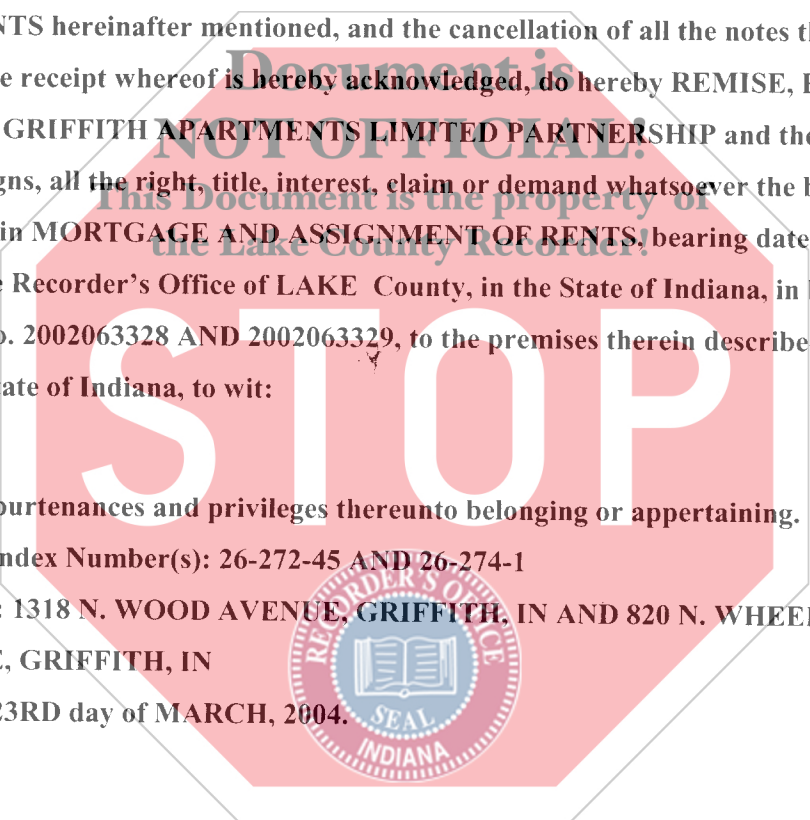 NTS hereinafter mentioned, and the cancellation of all the notes
Document is
e receipt whereof is hereby acknowledged, do hereby REMISE,
NOT OFFICIAL!
GRIFFITH APARTMENTS LIMITED PARTNERSHIP and the
gns, all the right, title, interest, claim or demand whatsoever the
This Document is the property of
in MORTGAGE AND ASSIGNMENT OF RENTS, bearing date
the Lake County Recorder!
Recorder's Office of LAKE County, in the State of Indiana, in
o. 2002063328 AND 2002063329, to the premises therein describe
STOP
ate of Indiana, to wit:
purtenances and privileges thereunto belonging or appertaining.
ndex Number(s): 26-272-45 AND 26-274-1
RECORDER'S OFFICE
: 1318 N. WOOD AVENUE, GRIFFITH, IN AND 820 N. WHEE
E, GRIFFITH, IN
23RD day of MARCH, 2004.
SEAL
INDIANA